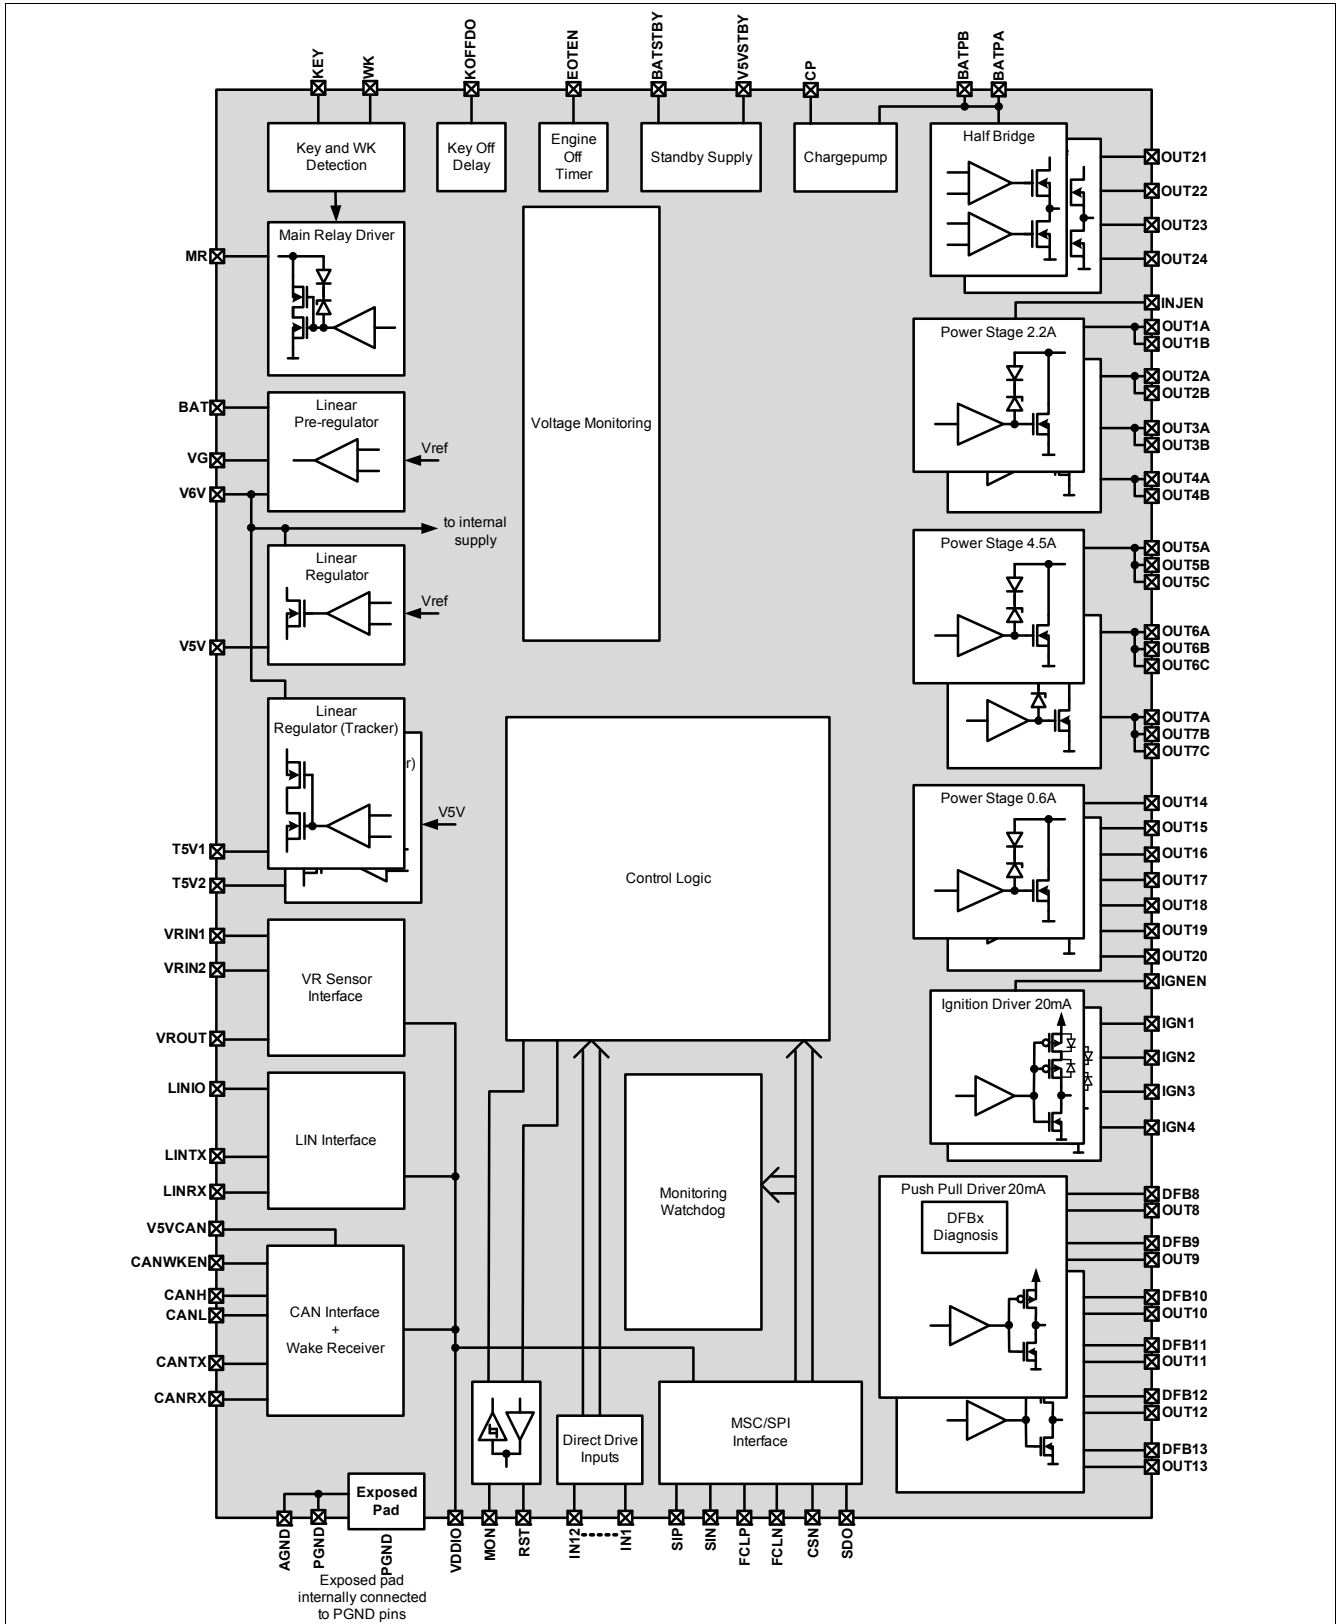 KEY
WK
KOFFDO
EOTEN
BATSTBY
V5VSTBY
CP
BATPB
BATPA
Key and WK
Detection
Key Off
Delay
Engine
Off
Timer
Standby Supply
Chargepump
Half Bridge
OUT21
OUT22
OUT23
OUT24
MR
Main Relay Driver
Voltage Monitoring
INJEN
Power Stage 2.2A
OUT1A
OUT1B
OUT2A
OUT2B
OUT3A
OUT3B
OUT4A
OUT4B
BAT
VG
V6V
Linear
Pre-regulator
Vref
to internal
supply
Linear
Regulator
Vref
V5V
Power Stage 4.5A
OUT5A
OUT5B
OUT5C
OUT6A
OUT6B
OUT6C
OUT7A
OUT7B
OUT7C
Linear
Regulator (Tracker)
r)
V5V
T5V1
T5V2
Control Logic
Power Stage 0.6A
OUT14
OUT15
OUT16
OUT17
OUT18
OUT19
OUT20
VRIN1
VRIN2
VROUT
VR Sensor
Interface
IGNEN
Ignition Driver 20mA
IGN1
IGN2
IGN3
IGN4
LINIO
LINTX
LINRX
LIN Interface
Monitoring
Watchdog
Push Pull Driver 20mA
DFBx
Diagnosis
DFB8
OUT8
DFB9
OUT9
DFB10
OUT10
DFB11
OUT11
DFB12
OUT12
DFB13
OUT13
V5VCAN
CANWKEN
CANH
CANL
CANTX
CANRX
CAN Interface
+
Wake Receiver
Direct Drive
Inputs
MSC/SPI
Interface
Exposed
Pad
AGND
PGND
PGND
VDDIO
MON
RST
IN12
IN1
SIP
SIN
FCLP
FCLN
CSN
SDO
Exposed pad
internally connected
to PGND pins